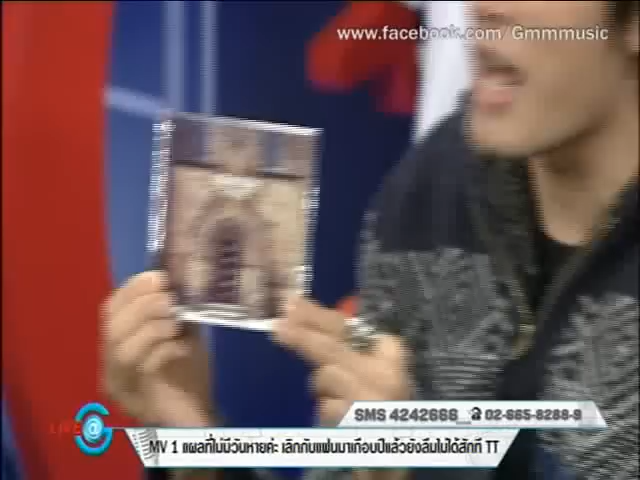 www.facebook.com/Gmmmusic
SMS 4242666_ 02-665-8288-9
LIVE@
MV 1 แผลที่ไม่มีวันหายค่ะ เลิกกับแฟนมาเกือบปีแล้วยังลืมไม่ได้สักที TT